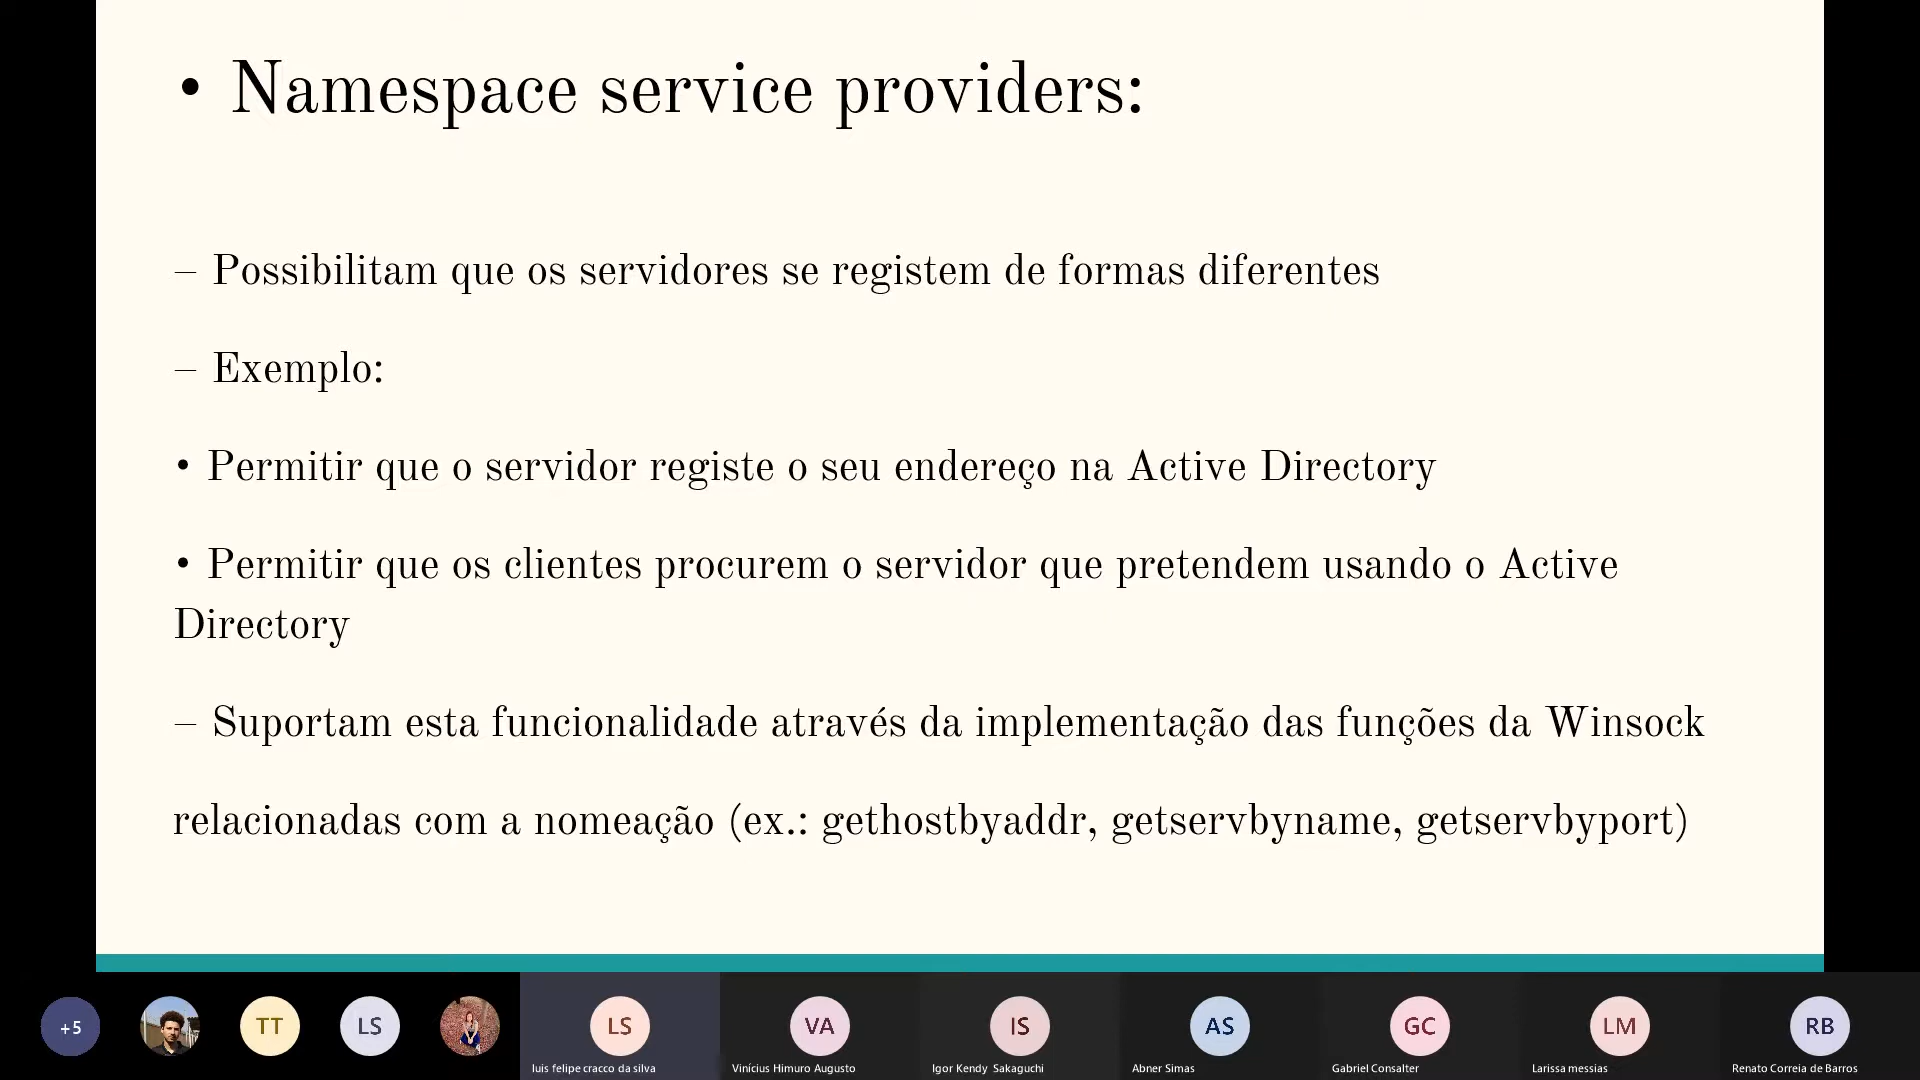 • Namespace service providers:
– Possibilitam que os servidores se registem de formas diferentes
– Exemplo:
• Permitir que o servidor registe o seu endereço na Active Directory
• Permitir que os clientes procurem o servidor que pretendem usando o Active
Directory
– Suportam esta funcionalidade através da implementação das funções da Winsock
relacionadas com a nomeação (ex.: gethostbyaddr, getservbyname, getservbyport)
+5
TT
LS
LS
VA
IS
AS
GC
LM
RB
luis felipe cracco da silva
Vinícius Himuro Augusto
Igor Kendy Sakaguchi
Abner Simas
Gabriel Consalter
Larissa messias
Renato Correia de Barros